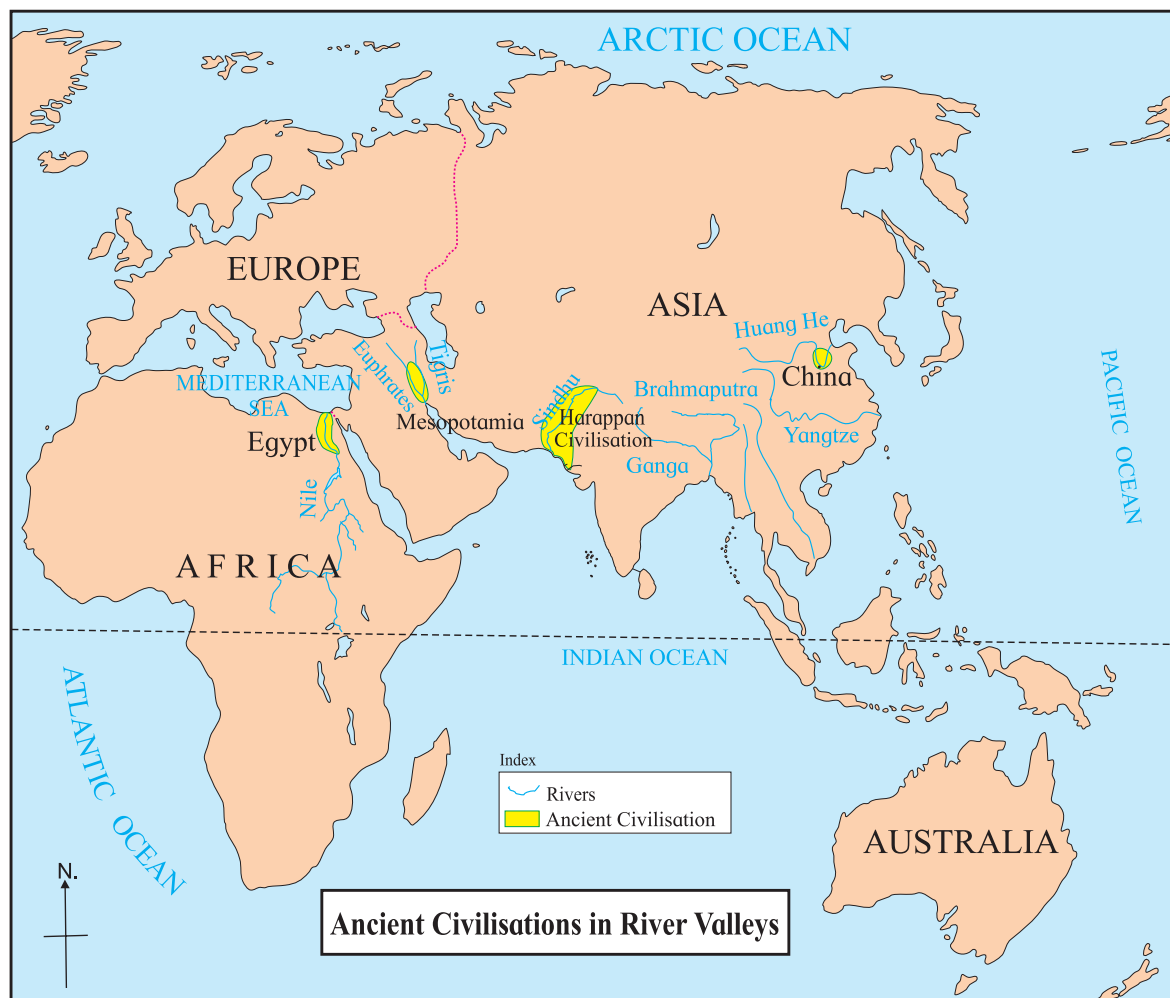 ARCTIC OCEAN
EUROPE
ASIA
Huang He
China
Tigris
Euphrates
MEDITERRANEAN
SEA
Mesopotamia
Sindhu
Harappan
Civilisation
Brahmaputra
Yangtze
Ganga
Egypt
Nile
PACIFIC OCEAN
AFRICA
INDIAN OCEAN
ATLANTIC OCEAN
Index
Rivers
Ancient Civilisation
AUSTRALIA
N.
Ancient Civilisations in River Valleys